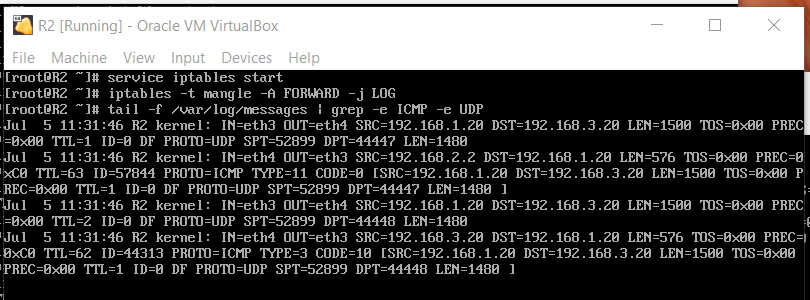 R2 [Running] - Oracle VM VirtualBox
File Machine View Input Devices Help
[root@R2 ~]# service iptables start
[root@R2 ~]# iptables -t mangle -A FORWARD -j LOG
[root@R2 ~]# tail -f /var/log/messages | grep -e ICMP -e UDP
Jul  5 11:31:46 R2 kernel: IN=eth3 OUT=eth4 SRC=192.168.1.20 DST=192.168.3.20 LEN=1500 TOS=0x00 PREC
=0x00 TTL=1 ID=0 DF PROTO=UDP SPT=52899 DPT=44447 LEN=1480
Jul  5 11:31:46 R2 kernel: IN=eth4 OUT=eth3 SRC=192.168.2.2 DST=192.168.1.20 LEN=576 TOS=0x00 PREC=0
xC0 TTL=63 ID=57844 PROTO=ICMP TYPE=11 CODE=0 [SRC=192.168.1.20 DST=192.168.3.20 LEN=1500 TOS=0x00 P
REC=0x00 TTL=1 ID=0 DF PROTO=UDP SPT=52899 DPT=44447 LEN=1480 ]
Jul  5 11:31:46 R2 kernel: IN=eth3 OUT=eth4 SRC=192.168.1.20 DST=192.168.3.20 LEN=1500 TOS=0x00 PREC
=0x00 TTL=2 ID=0 DF PROTO=UDP SPT=52899 DPT=44448 LEN=1480
Jul  5 11:31:46 R2 kernel: IN=eth4 OUT=eth3 SRC=192.168.3.20 DST=192.168.1.20 LEN=576 TOS=0x00 PREC=
0xC0 TTL=62 ID=44313 PROTO=ICMP TYPE=3 CODE=10 [SRC=192.168.1.20 DST=192.168.3.20 LEN=1500 TOS=0x00
PREC=0x00 TTL=1 ID=0 DF PROTO=UDP SPT=52899 DPT=44448 LEN=1480 ]